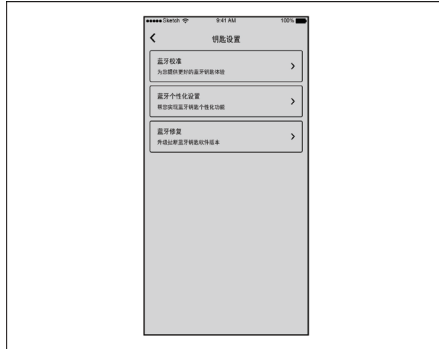 Sketch 9:41 AM 100%
钥匙设置
蓝牙校准
为您提供更好的蓝牙钥匙体验
蓝牙个性化设置
帮您实现蓝牙钥匙个性化功能
蓝牙修复
升级蓝牙钥匙软件版本